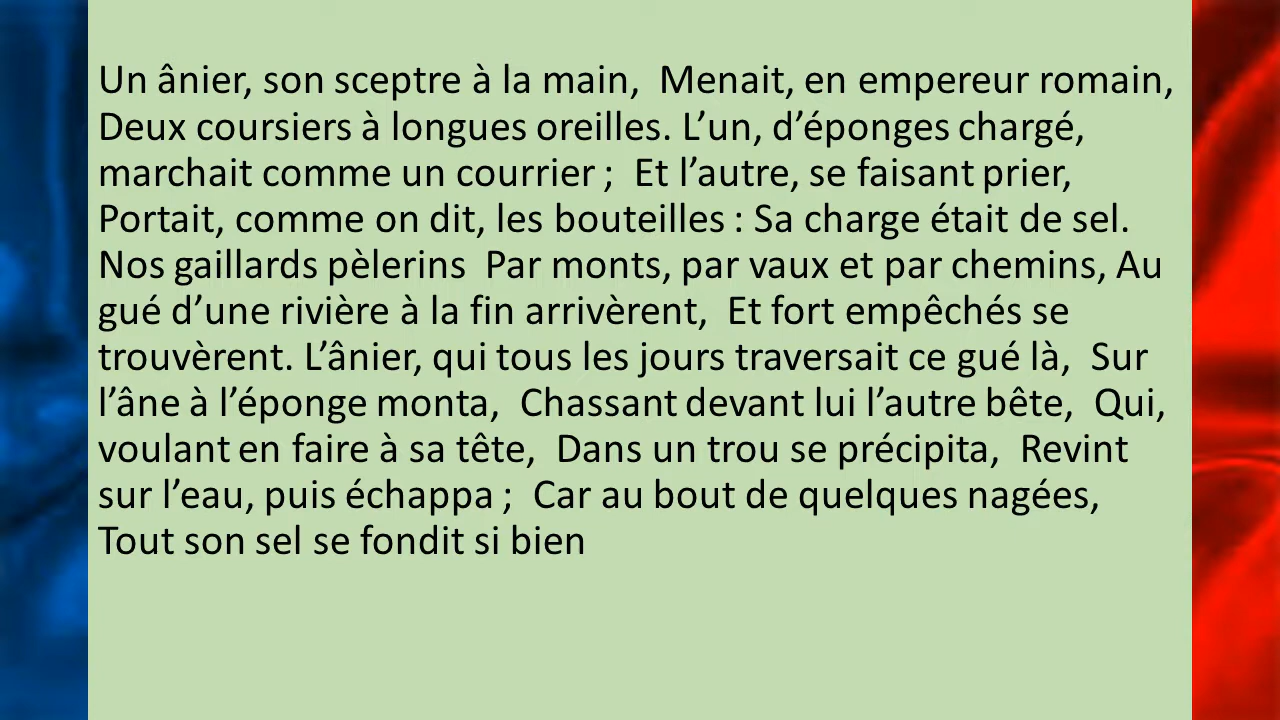 Un ânier, son sceptre à la main,  Menait, en empereur romain,
Deux coursiers à longues oreilles. L’un, d’éponges chargé,
marchait comme un courrier ;  Et l’autre, se faisant prier,
Portait, comme on dit, les bouteilles : Sa charge était de sel.
Nos gaillards pèlerins  Par monts, par vaux et par chemins, Au
gué d’une rivière à la fin arrivèrent,  Et fort empêchés se
trouvèrent. L’ânier, qui tous les jours traversait ce gué là,  Sur
l’âne à l’éponge monta,  Chassant devant lui l’autre bête,  Qui,
voulant en faire à sa tête,  Dans un trou se précipita,  Revint
sur l’eau, puis échappa ;  Car au bout de quelques nagées,
Tout son sel se fondit si bien